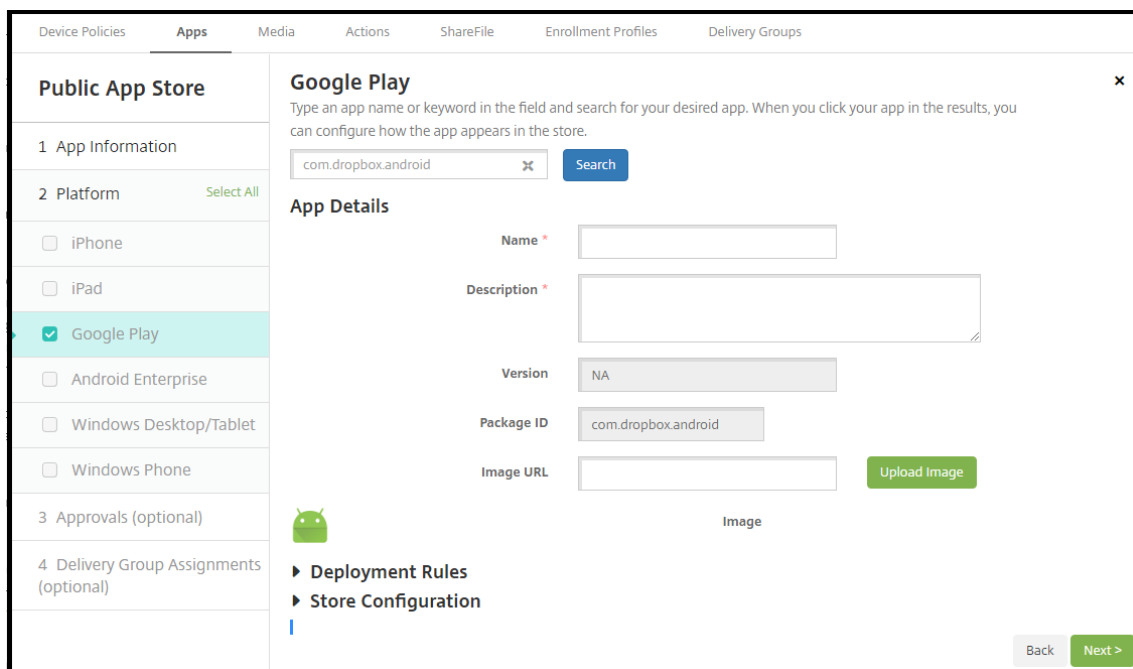 Device Policies Apps Media Actions ShareFile Enrollment Profiles Delivery Groups
Public App Store
1 App Information
2 Platform Select All
iPhone
iPad
Google Play
Android Enterprise
Windows Desktop/Tablet
Windows Phone
3 Approvals (optional)
4 Delivery Group Assignments
(optional)
Google Play
Type an app name or keyword in the field and search for your desired app. When you click your app in the results, you
can configure how the app appears in the store.
com.dropbox.android Search
App Details
Name *
Description *
Version NA
Package ID com.dropbox.android
Image URL Upload Image
Image
Deployment Rules
Store Configuration
Back Next >